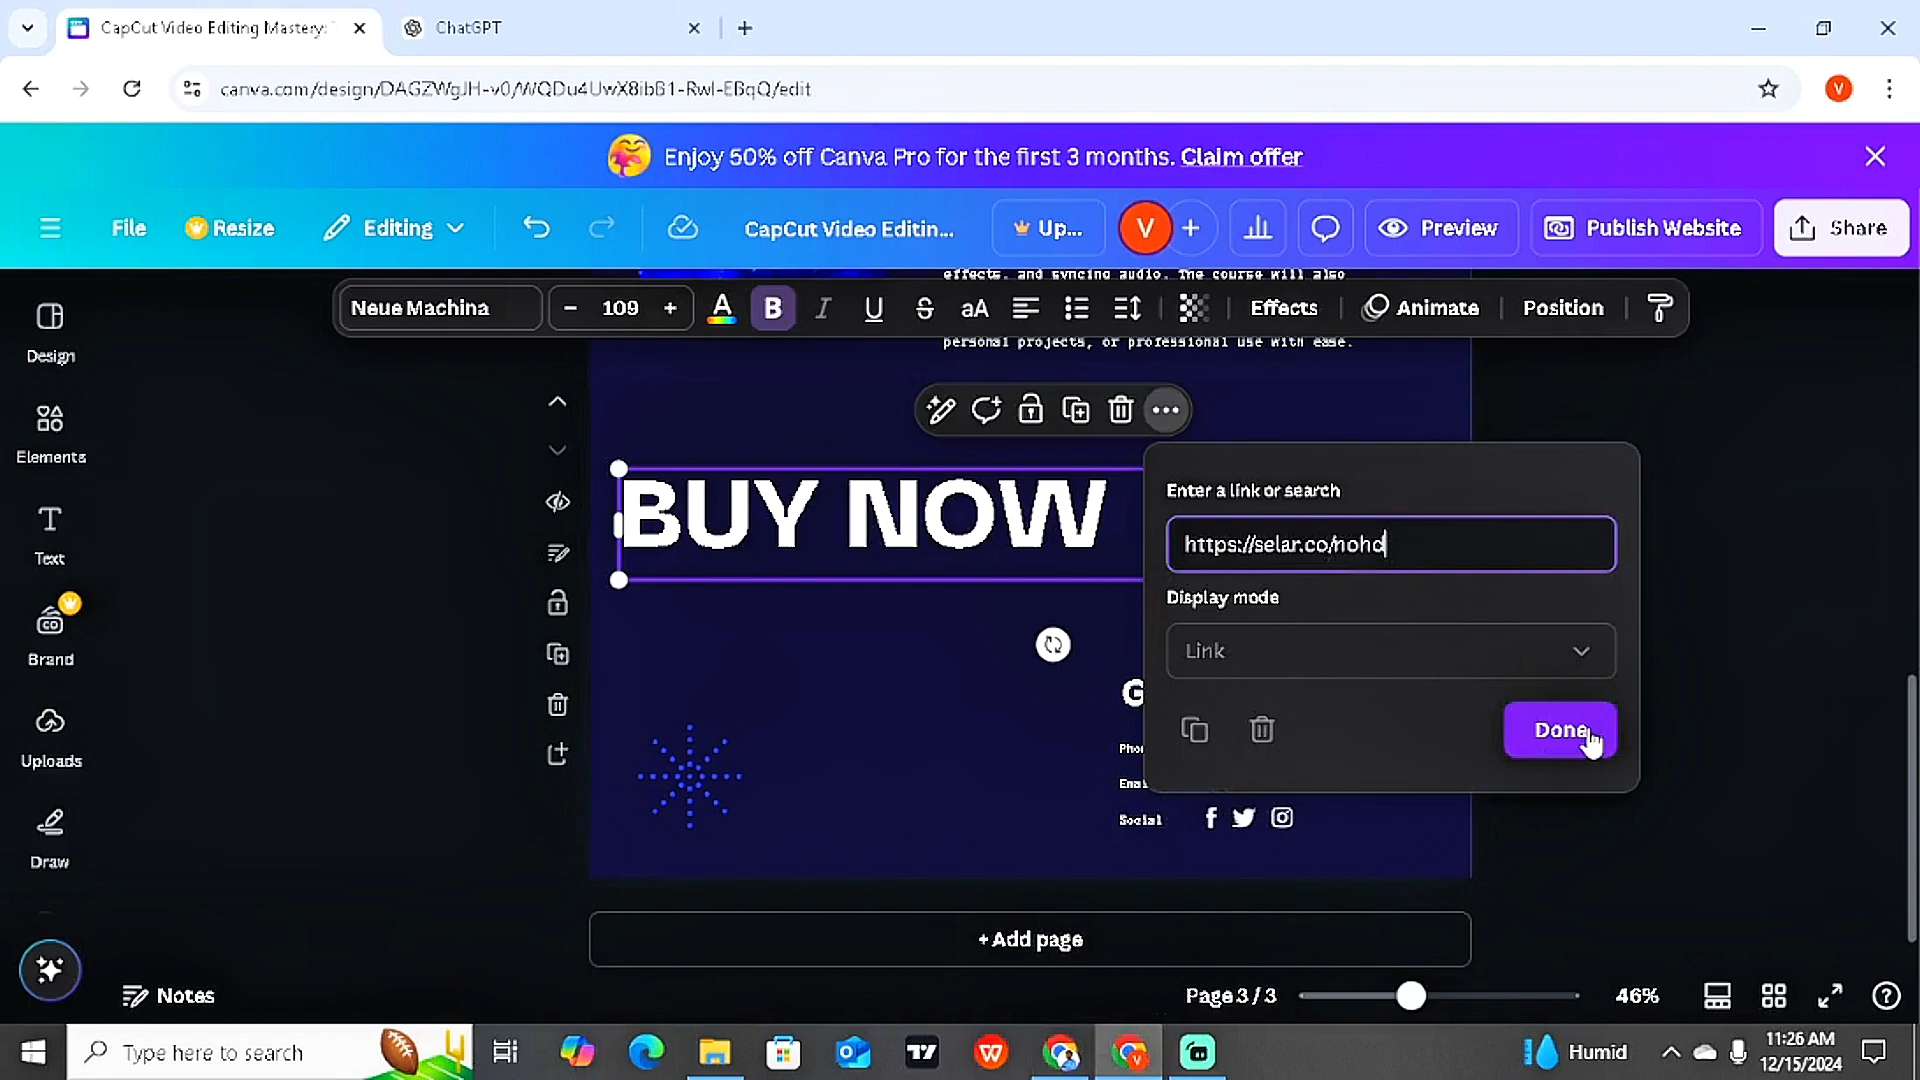 CapCut Video Editing Mastery:
ChatGPT
canva.com/design/DAGZWgJH-v0/WQDu4UwX8ibB1-RwI-EBqQ/edit
V
Enjoy 50% off Canva Pro for the first 3 months. Claim offer
File
Resize
Editing
CapCut Video Editin...
Up...
V
Preview
Publish Website
Share
effects, and syncing audio. The course will also
Neue Machina
109
A
B
I
U
S
aA
Effects
Animate
Position
personal projects, or professional use with ease.
Design
Elements
Text
Brand
Uploads
Draw
BUY NOW
Enter a link or search
https://selar.co/nohd
Display mode
Link
Done
G
Phon
Emai
Social
+ Add page
Notes
Page 3 / 3
46%
Type here to search
Humid
11:26 AM
12/15/2024